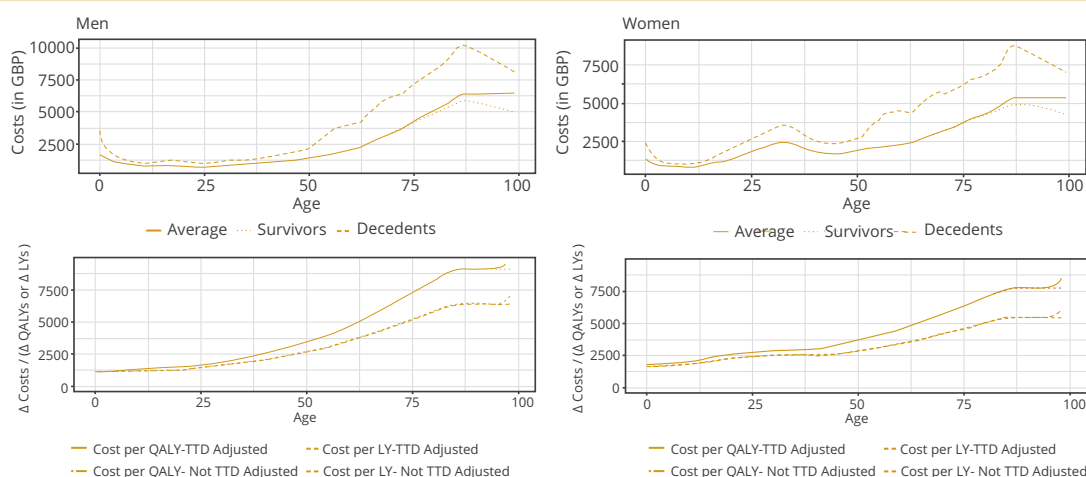 Men
Costs (in GBP)
10000
7500
5000
2500
0 25 50 75 100
Age
Average Survivors Decedents
Women
Costs (in GBP)
7500
5000
2500
0 25 50 75 100
Age
Average Survivors Decedents
Δ Costs / (Δ QALYs or Δ LYs )
7500
5000
2500
0
0 25 50 75 100
Age
Cost per QALY-TTD Adjusted Cost per LY-TTD Adjusted
Cost per QALY- Not TTD Adjusted Cost per LY- Not TTD Adjusted
Δ Costs / (Δ QALYs or Δ LYs )
7500
5000
2500
0
0 25 50 75 100
Age
Cost per QALY-TTD Adjusted Cost per LY-TTD Adjusted
Cost per QALY- Not TTD Adjusted Cost per LY- Not TTD Adjusted